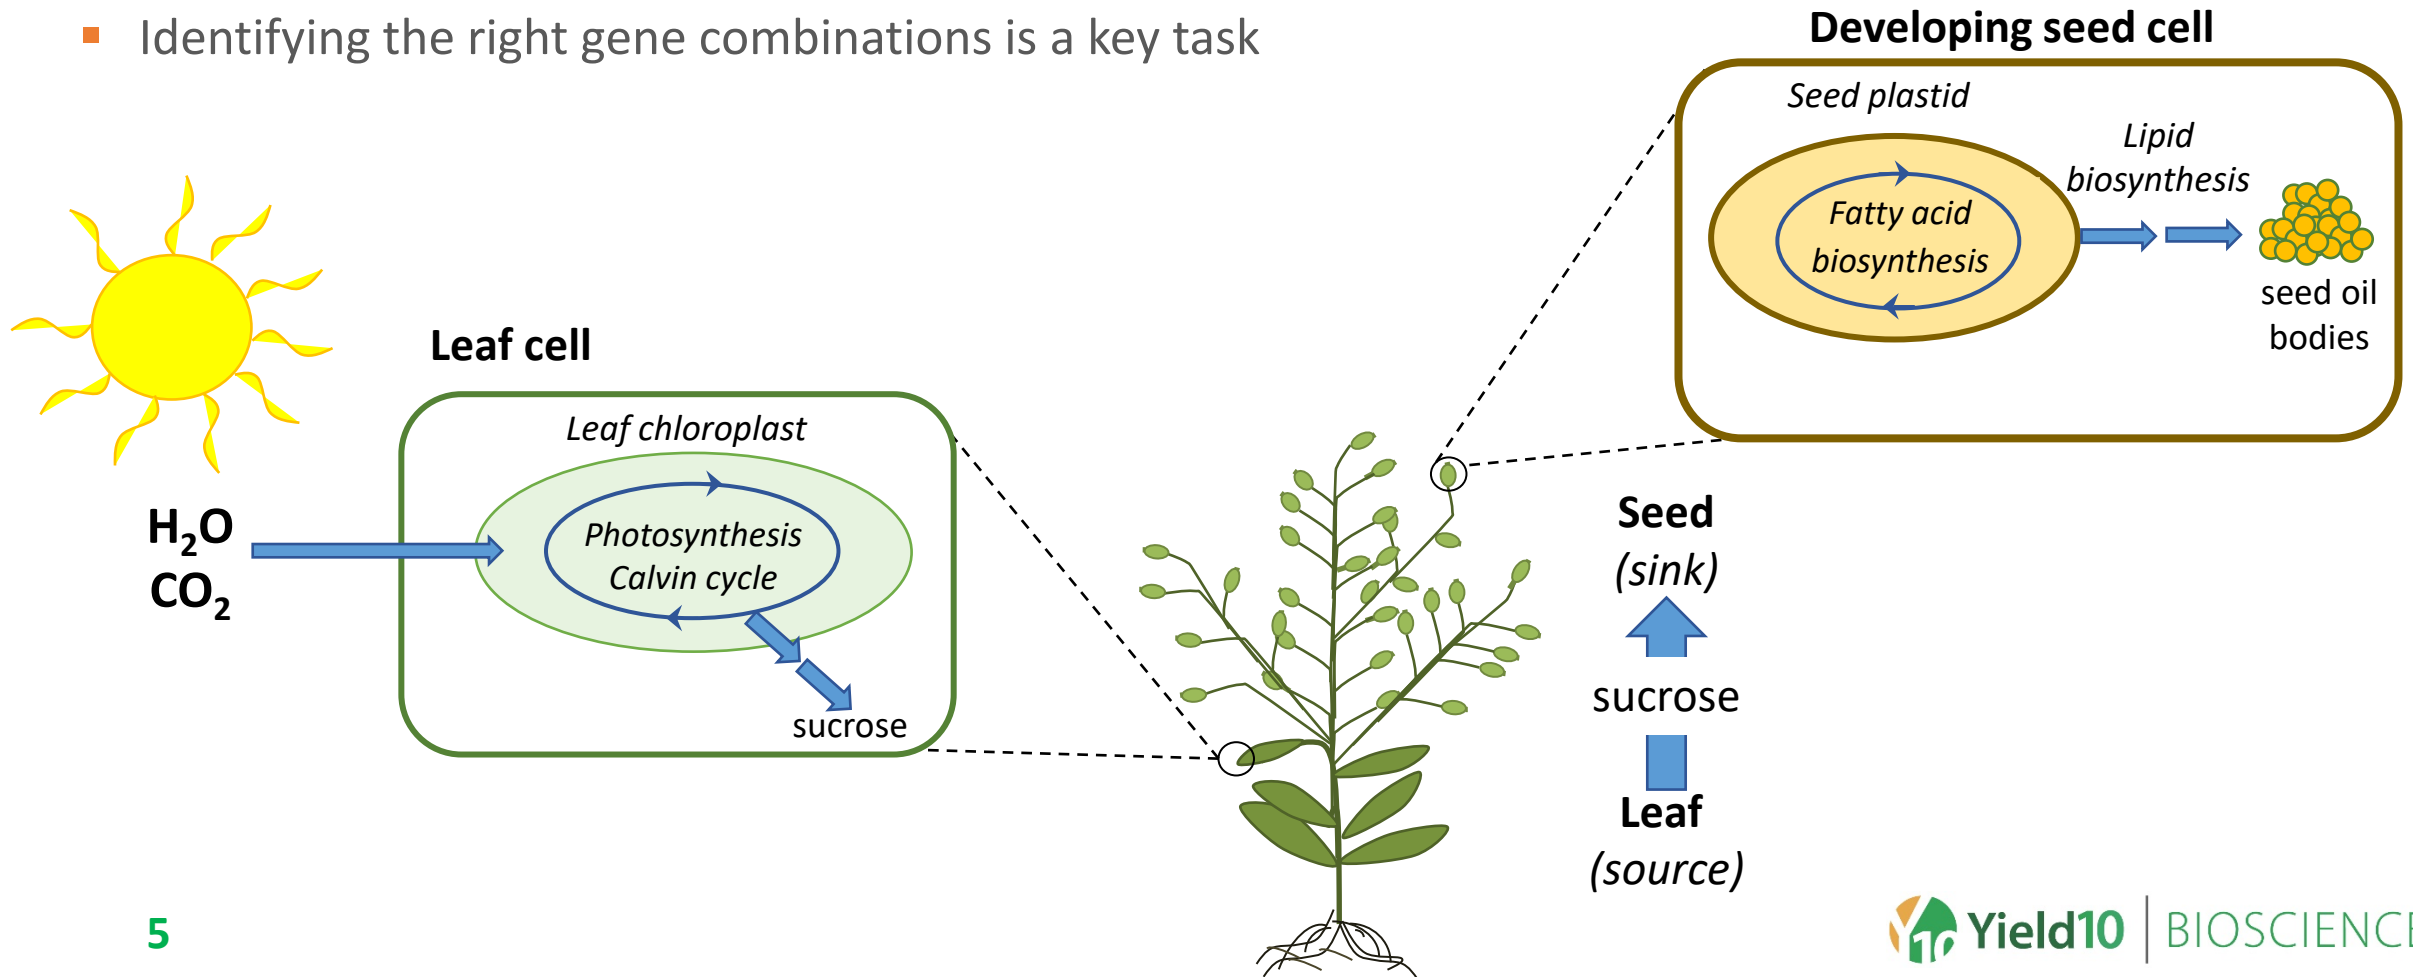 Identifying the right gene combinations is a key task
Developing seed cell
Seed plastid
Lipid
biosynthesis
Fatty acid
biosynthesis
seed oil
bodies
Leaf cell
Leaf chloroplast
Photosynthesis
Calvin cycle
sucrose
H₂O
CO₂
Seed
(sink)
sucrose
Leaf
(source)
5
Y10 Yield10 | BIOSCIENCE